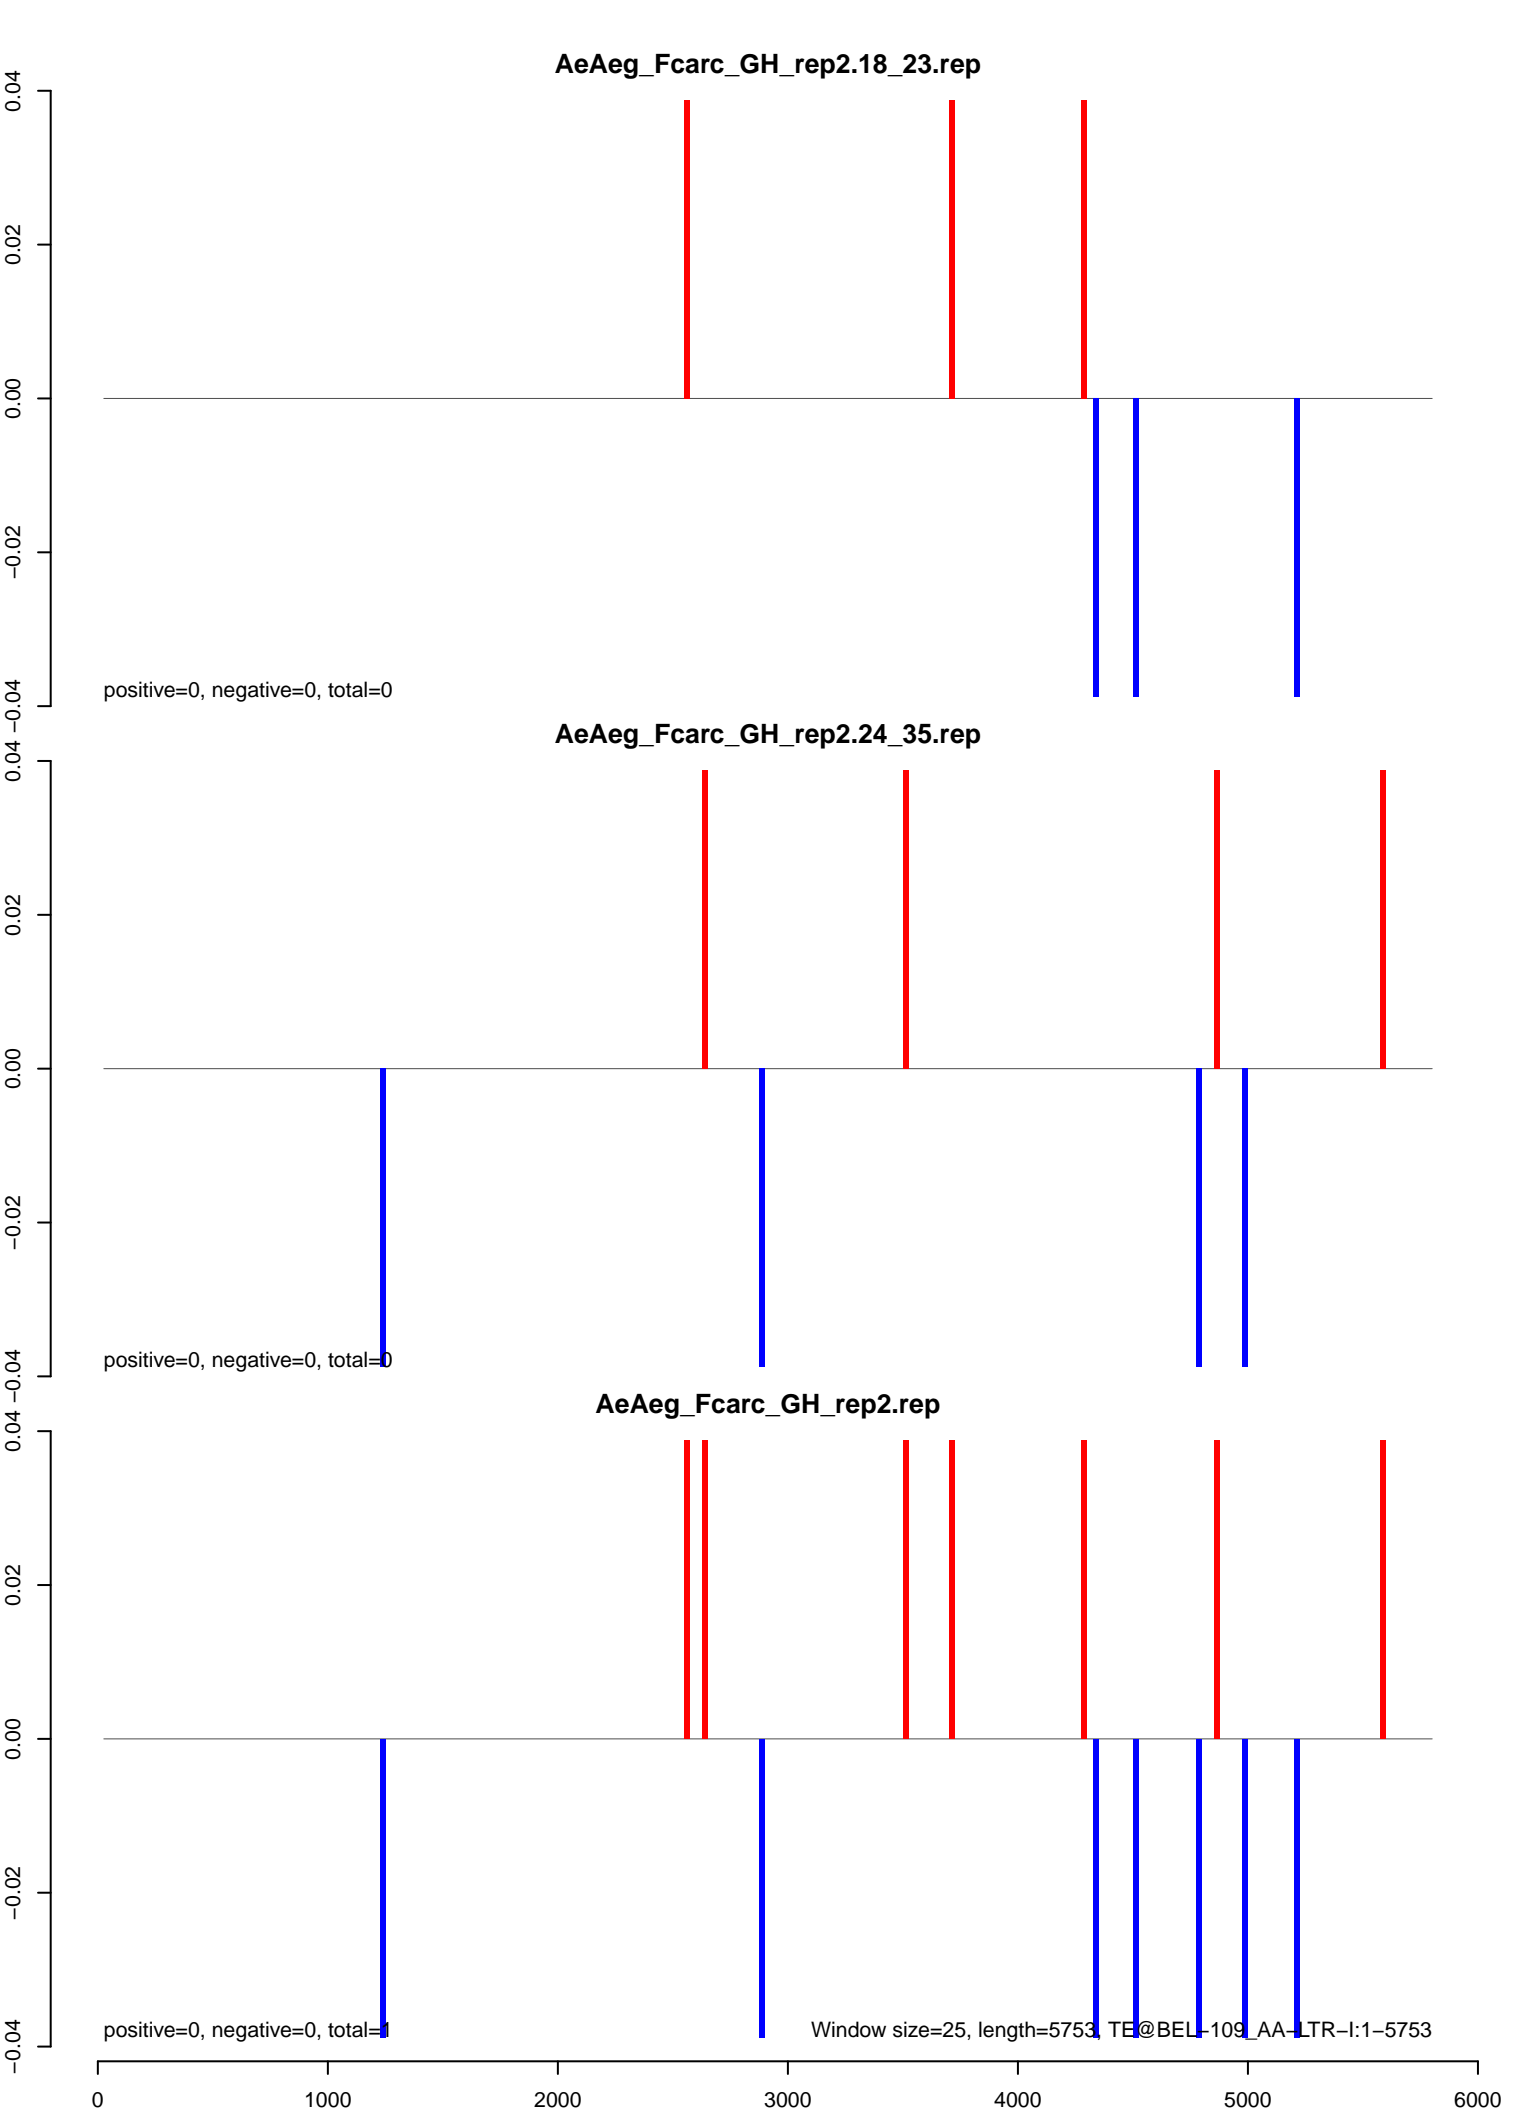 AeAeg_Fcarc_GH_rep2.18_23.rep
0.04
0.02
0.00
−0.02
−0.04
positive=0, negative=0, total=0
AeAeg_Fcarc_GH_rep2.24_35.rep
0.04
0.02
0.00
−0.02
−0.04
positive=0, negative=0, total=0
AeAeg_Fcarc_GH_rep2.rep
0.04
0.02
0.00
−0.02
−0.04
positive=0, negative=0, total=1
Window size=25, length=5753, TE@BEL−109_AA−LTR−I:1−5753
0 1000 2000 3000 4000 5000 6000